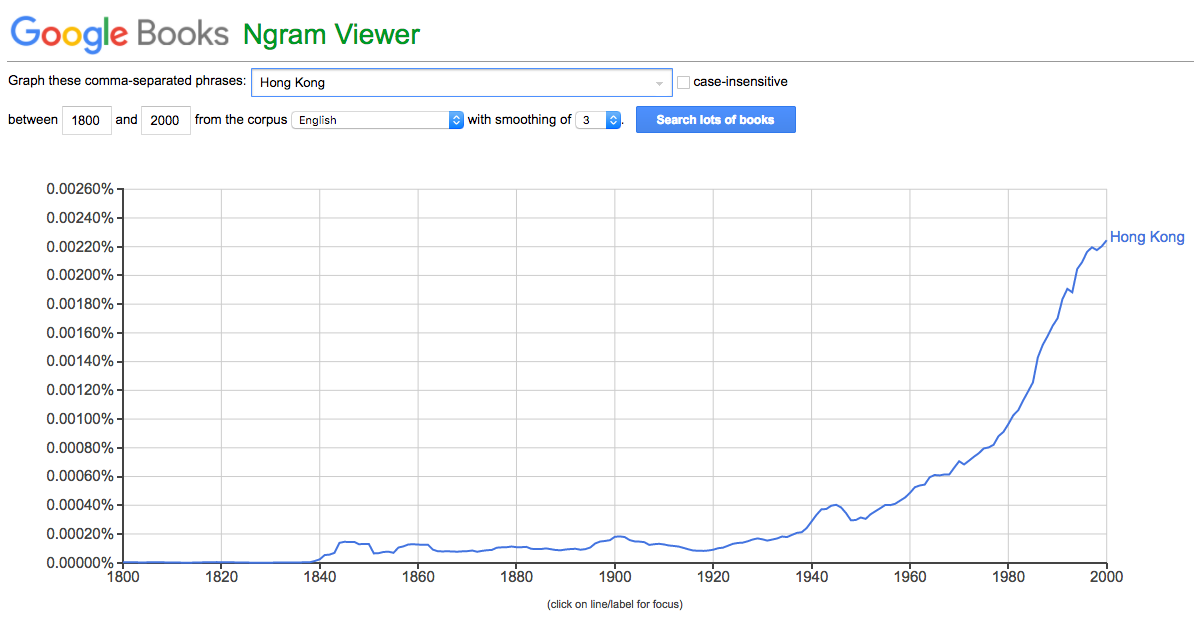 Google Books Ngram Viewer
Graph these comma-separated phrases: Hong Kong case-insensitive
between 1800 and 2000 from the corpus English with smoothing of 3 . Search lots of books
0.00260%
0.00240%
Hong Kong
0.00220%
0.00200%
0.00180%
0.00160%
0.00140%
0.00120%
0.00100%
0.00080%
0.00060%
0.00040%
0.00020%
0.00000%
1800 1820 1840 1860 1880 1900 1920 1940 1960 1980 2000
(click on line/label for focus)